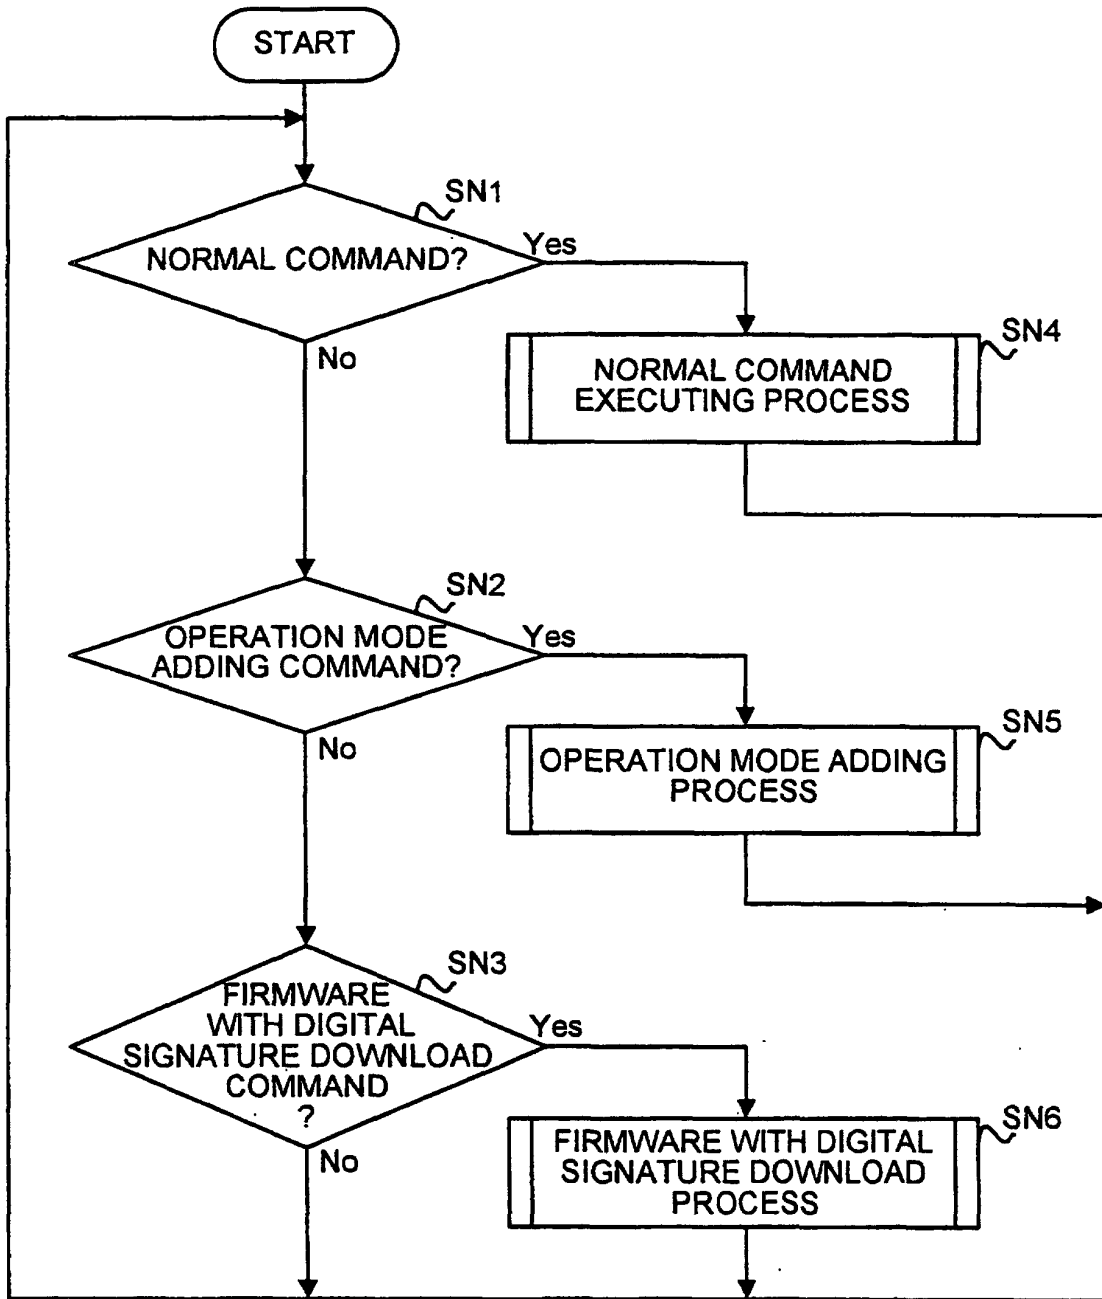 START
SN1
NORMAL COMMAND?
Yes
No
SN4
NORMAL COMMAND
EXECUTING PROCESS
SN2
OPERATION MODE
ADDING COMMAND?
Yes
No
SN5
OPERATION MODE ADDING
PROCESS
SN3
FIRMWARE
WITH DIGITAL
SIGNATURE DOWNLOAD
COMMAND
?
Yes
No
SN6
FIRMWARE WITH DIGITAL
SIGNATURE DOWNLOAD
PROCESS